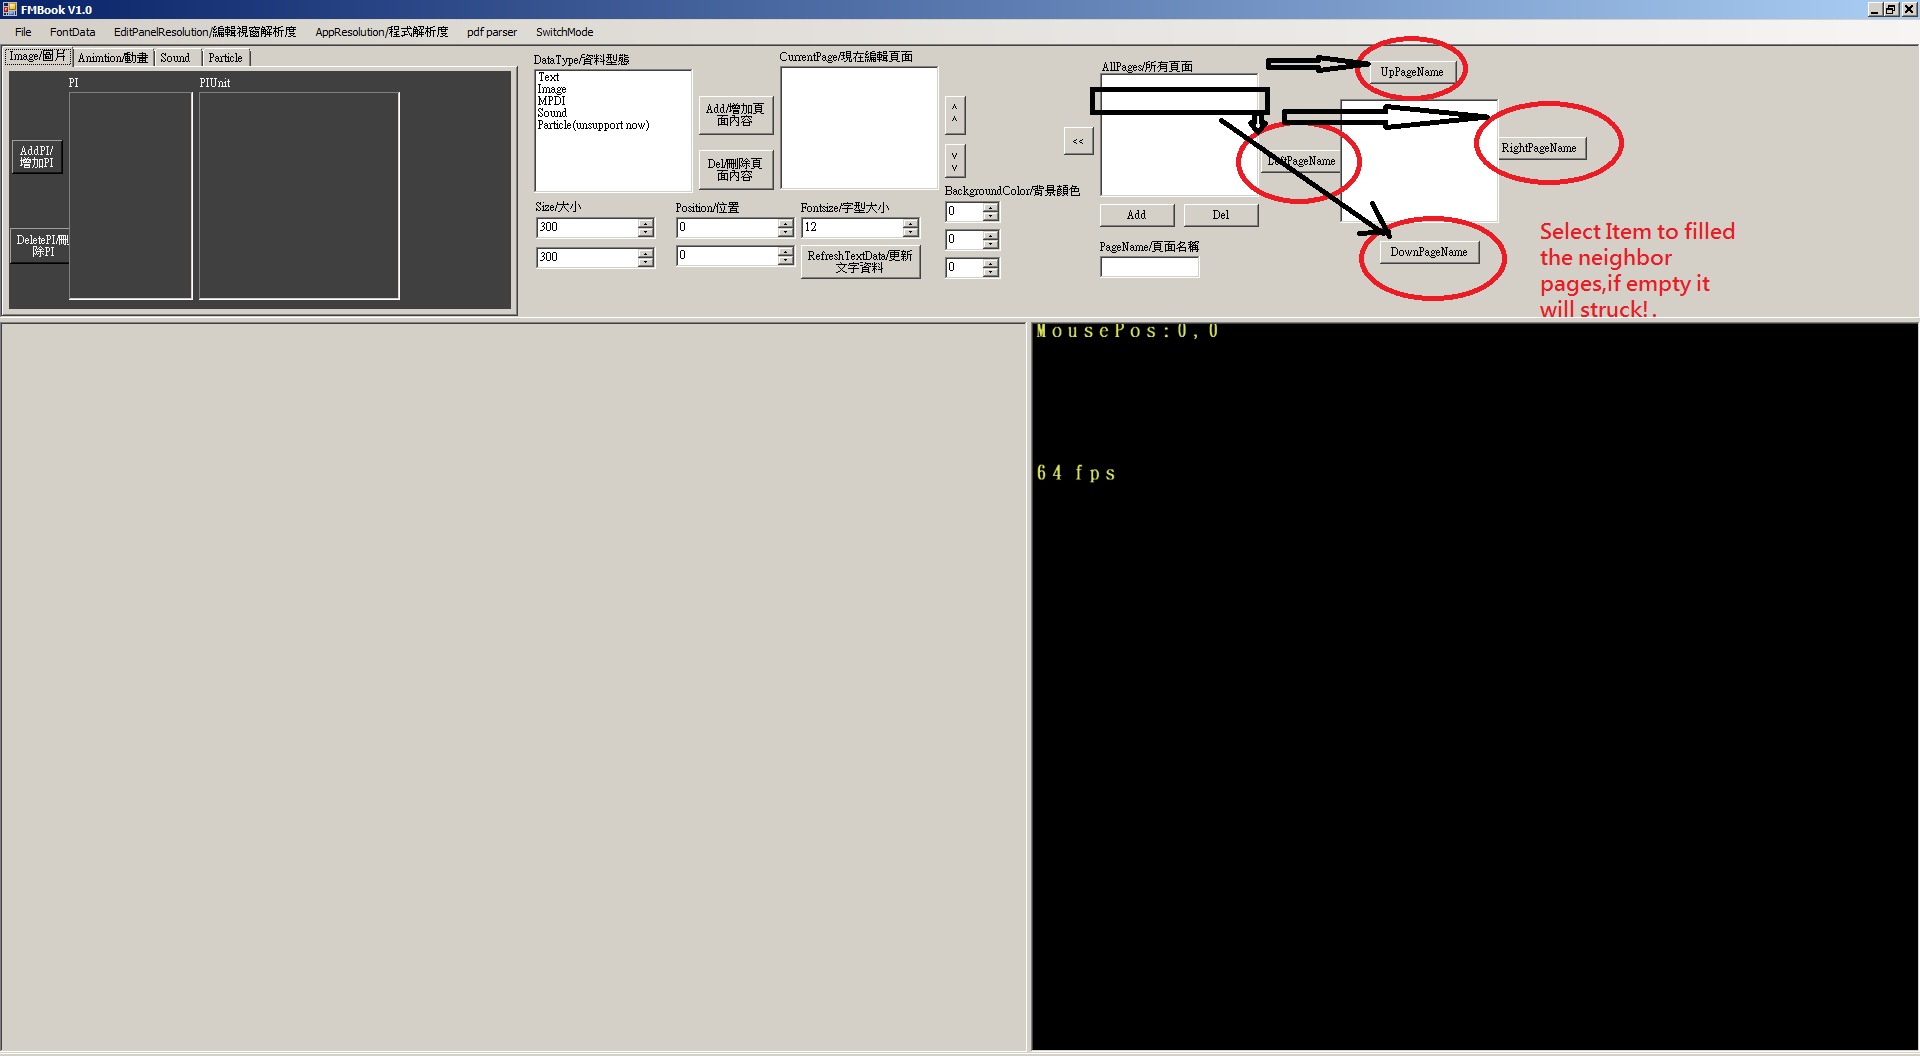 FMBook V1.0
File FontData EditPanelResolution/編輯視窗解析度 AppResolution/程式解析度 pdf parser SwitchMode
Image/圖片 Animtion/動畫 Sound Particle
PI PIUnit
AddPI/
增加PI
DeletePI/刪
除PI
DataType/資料型態
Text
Image
MPDI
Sound
Particle(unsupport now)
Add/增加頁
面內容
Del/刪除頁
面內容
CurrentPage/現在編輯頁面
^
^
v
v
<<
Size/大小
300
300
Position/位置
0
0
Fontsize/字型大小
12
RefreshTextData/更新
文字資料
BackgroundColor/背景顏色
0
0
0
AllPages/所有頁面
Add Del
PageName/頁面名稱
UpPageName
LeftPageName
RightPageName
DownPageName
Select Item to filled
the neighbor
pages,if empty it
will struck!.
MousePos:0,0
64 fps